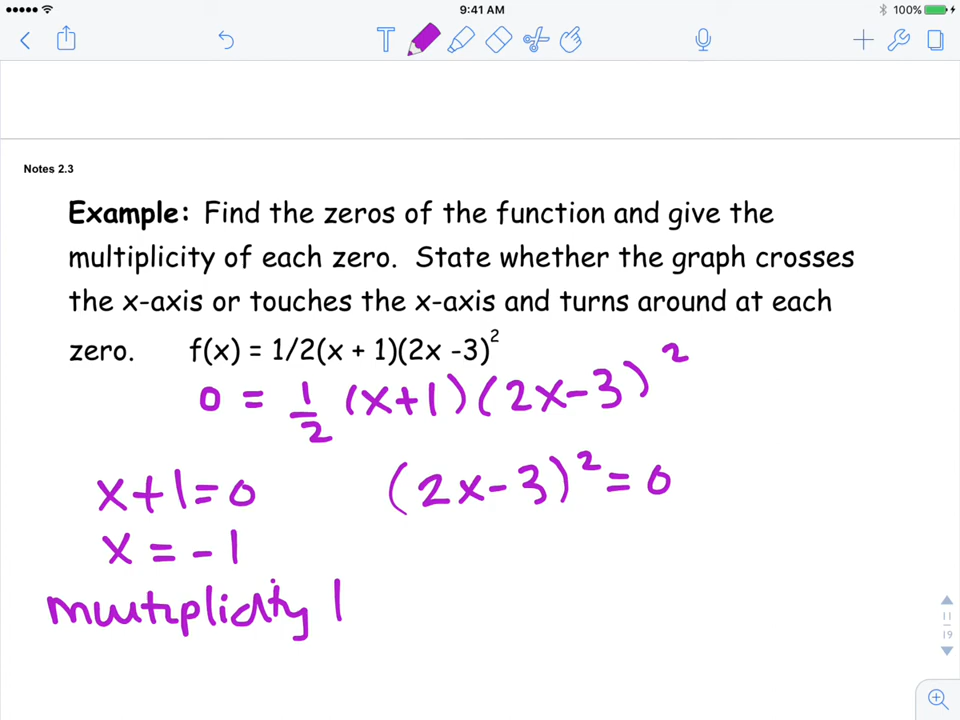 9:41 AM
100%
T
Notes 2.3
Example: Find the zeros of the function and give the
multiplicity of each zero. State whether the graph crosses
the x-axis or touches the x-axis and turns around at each
zero. f(x) = 1/2(x + 1)(2x -3)²
0 = 1/2 (x+1)(2x-3)²
x+1=0 (2x-3)²=0
x = -1
multiplicity 1
11
19